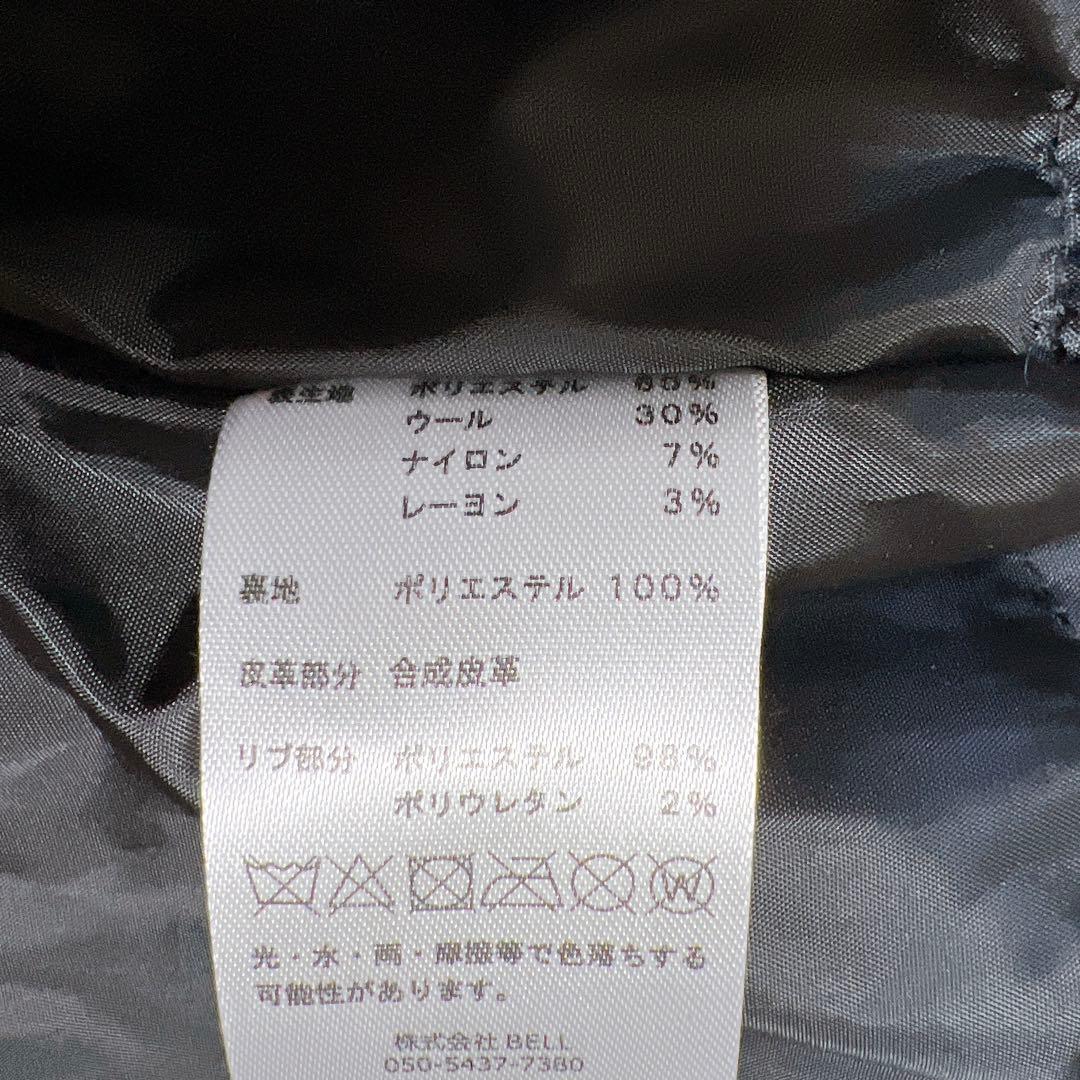 表生地 ポリエステル
ウール 30%
ナイロン 7%
レーヨン 3%
裏地 ポリエステル 100%
皮革部分 合成皮革
リブ部分 ポリエステル 98%
ポリウレタン 2%
W
光・水・雨・摩擦等で色落ちする
可能性があります。
株式会社 BELL
050-5437-7380